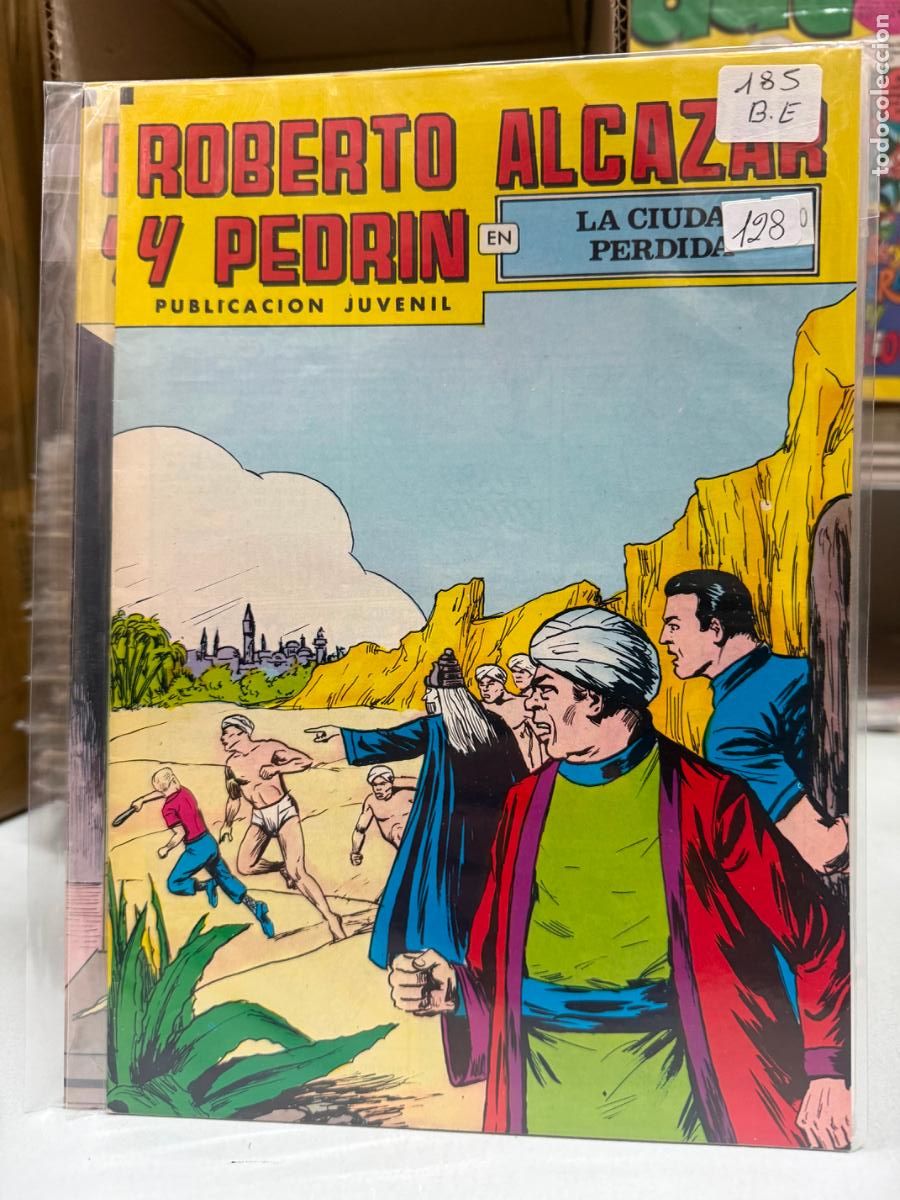 185
B.E
ROBERTO ALCAZAR
Y PEDRIN
EN
LA CIUDA
PERDIDA
128
PUBLICACION JUVENIL
todocoleccion